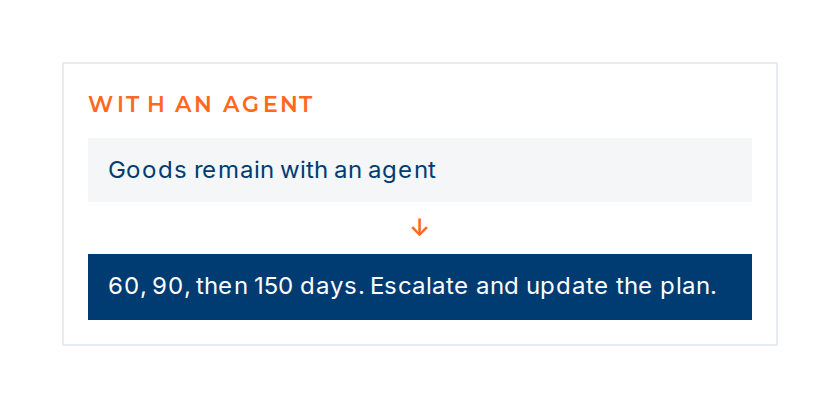 WITH AN AGENT
Goods remain with an agent
↓
60, 90, then 150 days. Escalate and update the plan.